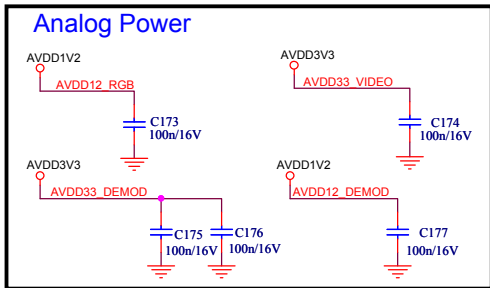 Analog Power
AVDD1V2
AVDD12_RGB
C173
100n/16V
AVDD3V3
AVDD33_VIDEO
C174
100n/16V
AVDD3V3
AVDD33_DEMOD
C175
100n/16V
C176
100n/16V
AVDD1V2
AVDD12_DEMOD
C177
100n/16V